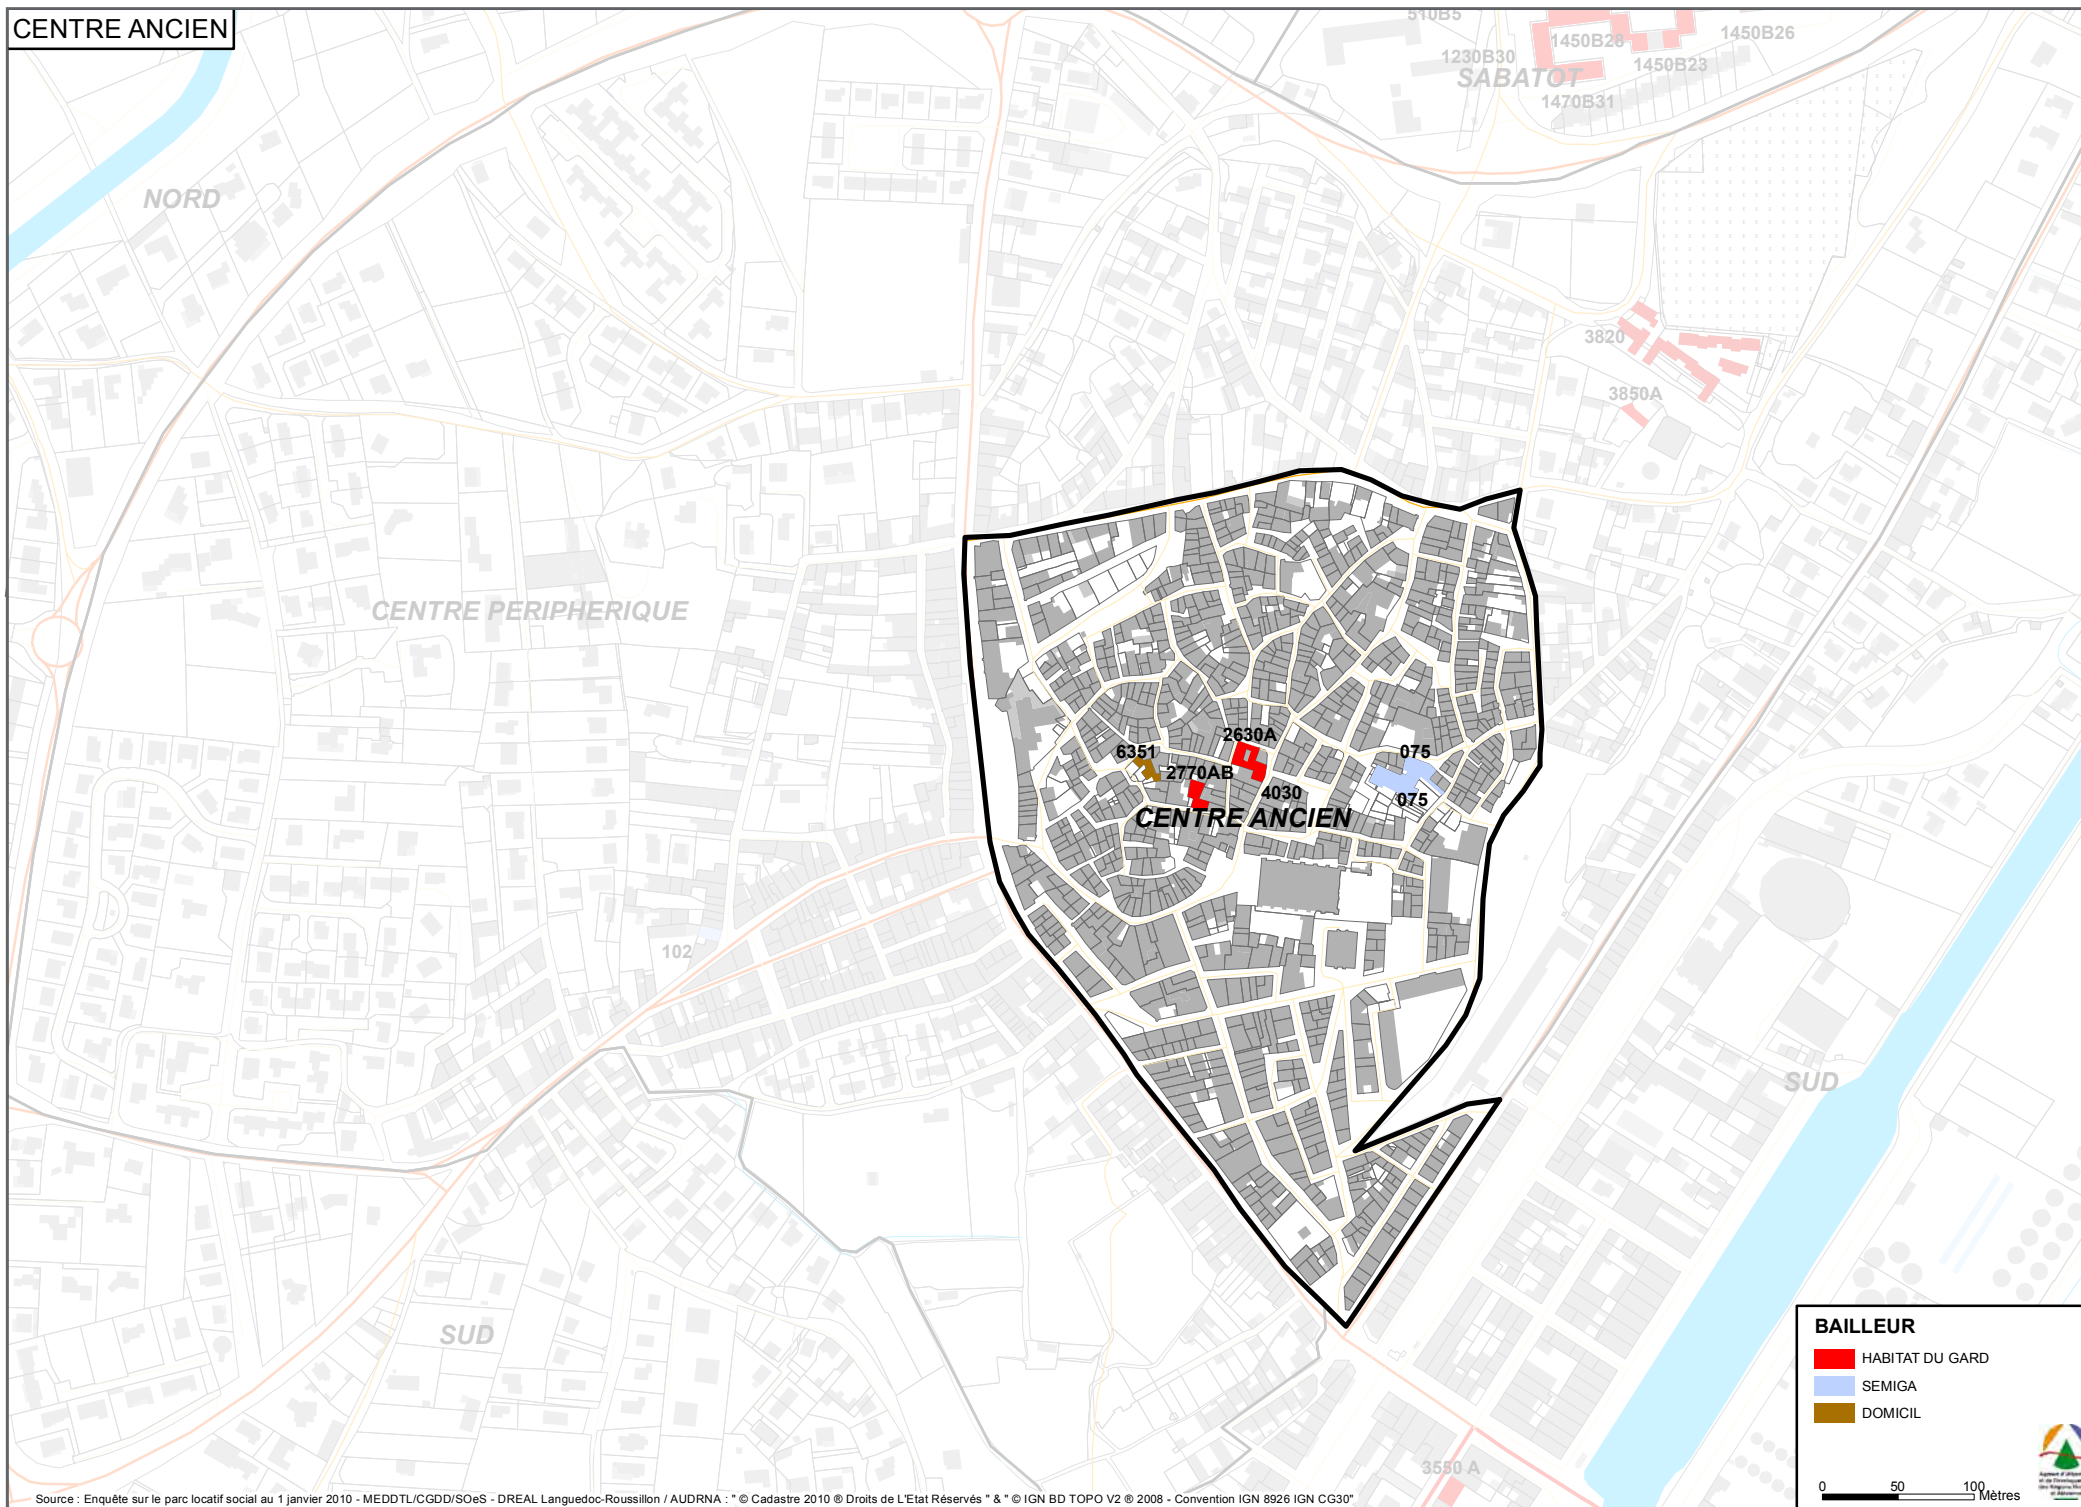 CENTRE ANCIEN
510B5
1450B28
1450B26
1230B30
1450B23
SABATOT
1470B31
NORD
3820
3850A
CENTRE PERIPHERIQUE
2630A
6351
075
2770AB
4030
075
CENTRE ANCIEN
102
SUD
SUD
3550 A
BAILLEUR
HABITAT DU GARD
SEMIGA
DOMICIL
0 50 100
Mètres
Source : Enquête sur le parc locatif social au 1 janvier 2010 - MEDDTL/CGDD/SOeS - DREAL Languedoc-Roussillon / AUDRNA : " © Cadastre 2010 ® Droits de L'Etat Réservés " & " © IGN BD TOPO V2 ® 2008 - Convention IGN 8926 IGN CG30"